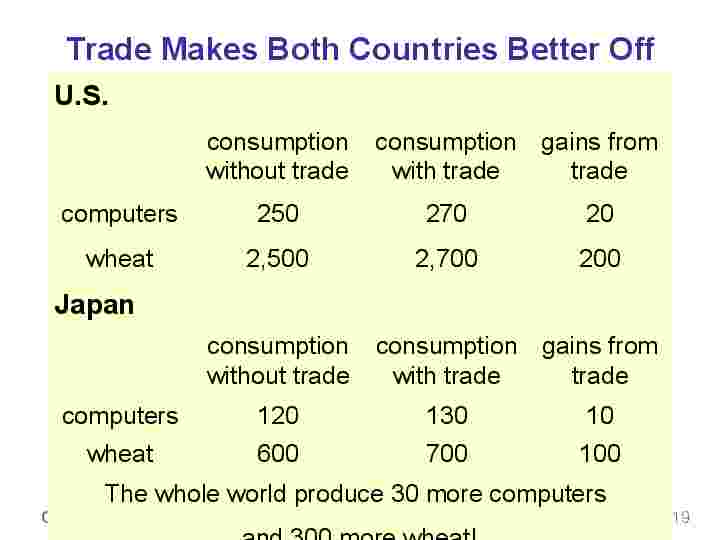 Trade Makes Both Countries Better Off
U.S.
consumption without trade consumption with trade gains from trade
computers 250 270 20
wheat 2,500 2,700 200
Japan
consumption without trade consumption with trade gains from trade
computers 120 130 10
wheat 600 700 100
The whole world produce 30 more computers
19
and 300 more wheat!